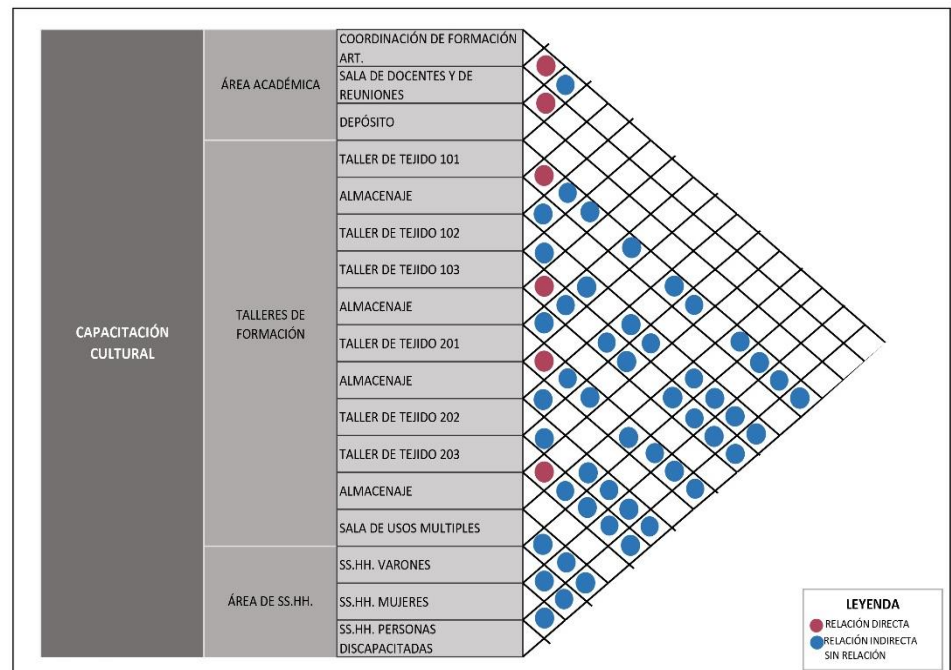 CAPACITACIÓN
CULTURAL
ÁREA ACADÉMICA
COORDINACIÓN DE FORMACIÓN
ART.
SALA DE DOCENTES Y DE
REUNIONES
DEPÓSITO
TALLERES DE
FORMACIÓN
TALLER DE TEJIDO 101
ALMACENAJE
TALLER DE TEJIDO 102
TALLER DE TEJIDO 103
ALMACENAJE
TALLER DE TEJIDO 201
ALMACENAJE
TALLER DE TEJIDO 202
TALLER DE TEJIDO 203
ALMACENAJE
SALA DE USOS MULTIPLES
ÁREA DE SS.HH.
SS.HH. VARONES
SS.HH. MUJERES
SS.HH. PERSONAS
DISCAPACITADAS
LEYENDA
RELACIÓN DIRECTA
RELACIÓN INDIRECTA
SIN RELACIÓN